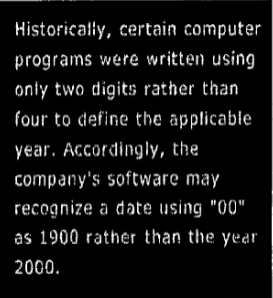 Historically, certain computer
programs were written using
only two digits rather than
four to define the applicable
year. Accordingly, the
company's software may
recognize a date using "00"
as 1900 rather than the year
2000.